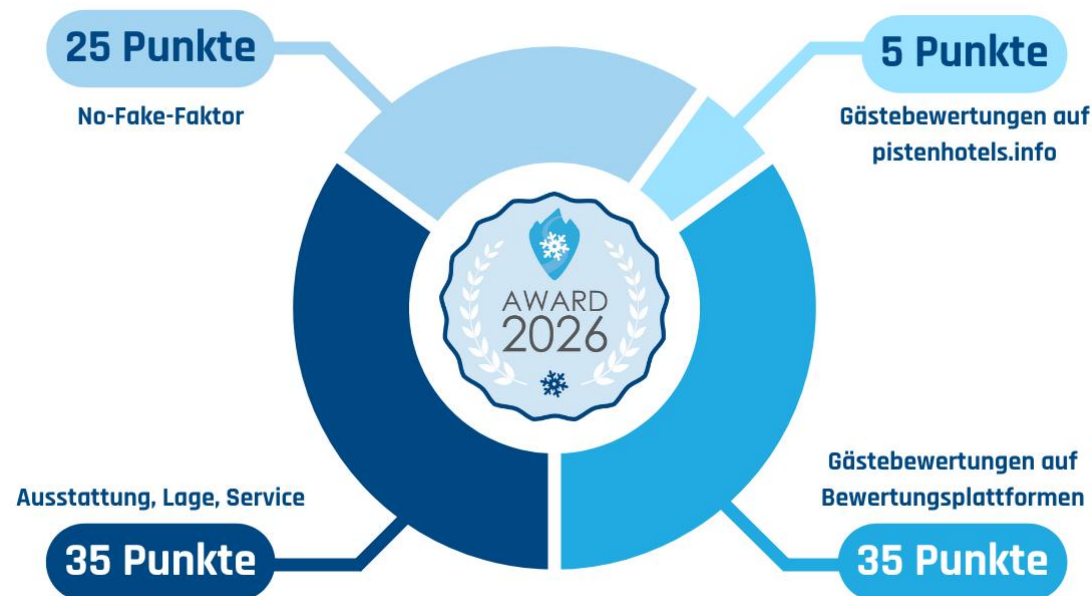 25 Punkte
No-Fake-Faktor
5 Punkte
Gästebewertungen auf
pistenhotels.info
AWARD
2026
Ausstattung, Lage, Service
35 Punkte
Gästebewertungen auf
Bewertungsplattformen
35 Punkte